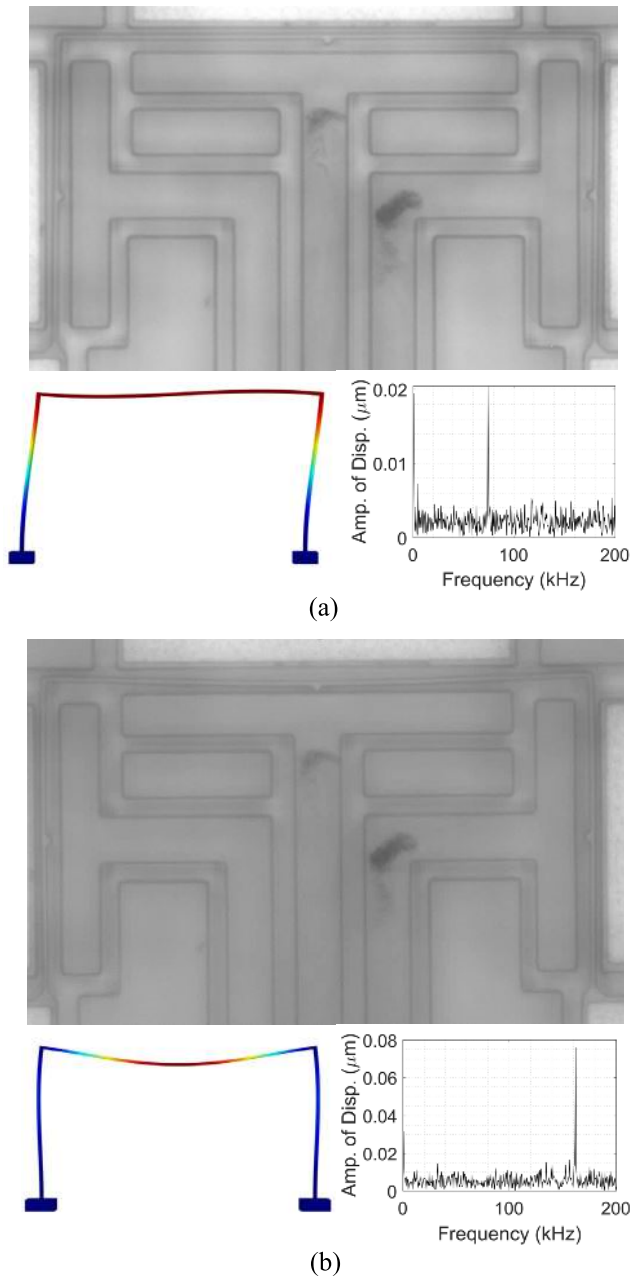 0.02
0.01
0
Amp. of Disp. (μm)
0 100 200
Frequency (kHz)
(a)
0.08
0.06
0.04
0.02
0
Amp. of Disp. (μm)
0 100 200
Frequency (kHz)
(b)